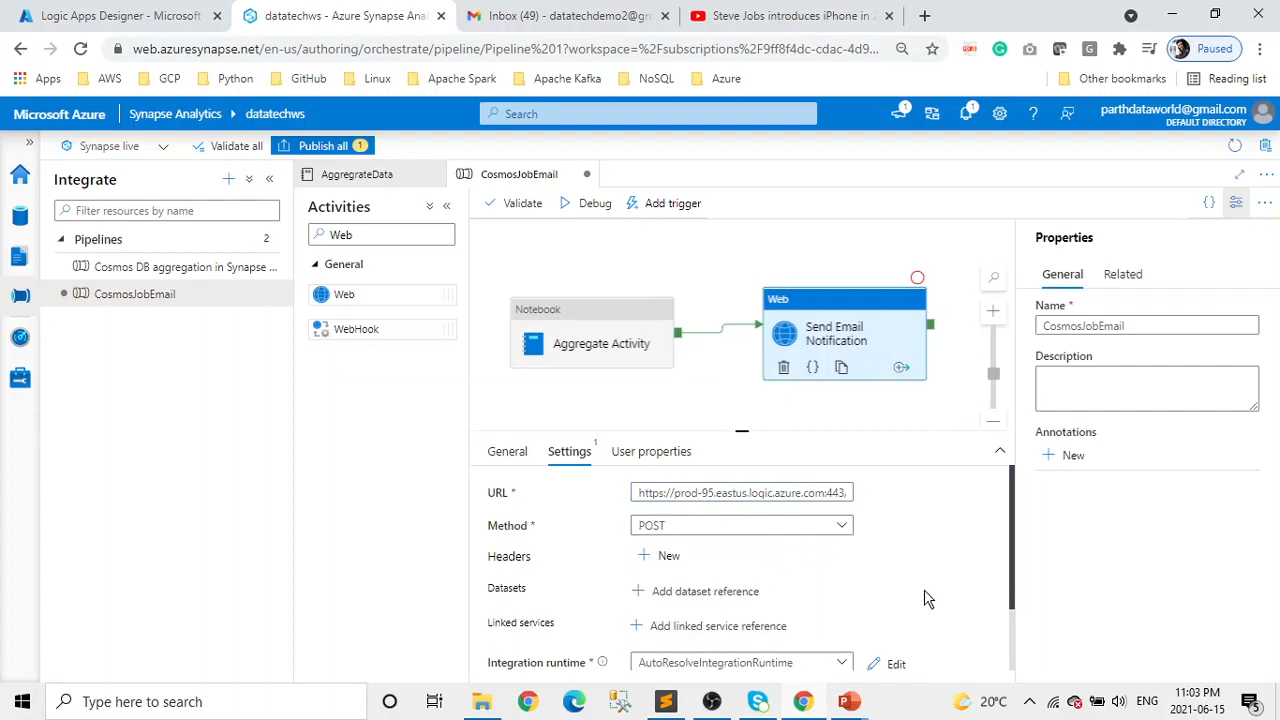 Logic Apps Designer - Microsoft
datatechws - Azure Synapse Anal
Inbox (49) - datatechdemo2@gma
Steve Jobs introduces iPhone in 2
web.azuresynapse.net/en-us/authoring/orchestrate/pipeline/Pipeline%201?workspace=%2Fsubscriptions%2F9ff8f4dc-cdac-4d9...
Paused
Apps
AWS
GCP
Python
GitHub
Linux
Apache Spark
Apache Kafka
NoSQL
Azure
Other bookmarks
Reading list
Microsoft Azure
Synapse Analytics
datatechws
Search
1
1
parthdataworld@gmail.com
DEFAULT DIRECTORY
Synapse live
Validate all
Publish all 1
Integrate
Filter resources by name
Pipelines 2
Cosmos DB aggregation in Synapse ...
CosmosJobEmail
AggregrateData
CosmosJobEmail
Activities
Web
General
Web
WebHook
Validate
Debug
Add trigger
Notebook
Aggregate Activity
Web
Send Email
Notification
General
Settings 1
User properties
URL *
https://prod-95.eastus.logic.azure.com:443/
Method *
POST
Headers
New
Datasets
Add dataset reference
Linked services
Add linked service reference
Integration runtime *
AutoResolveIntegrationRuntime
Edit
Properties
General
Related
Name *
CosmosJobEmail
Description
Annotations
New
Type here to search
20°C
ENG
11:03 PM
2021-06-15
5